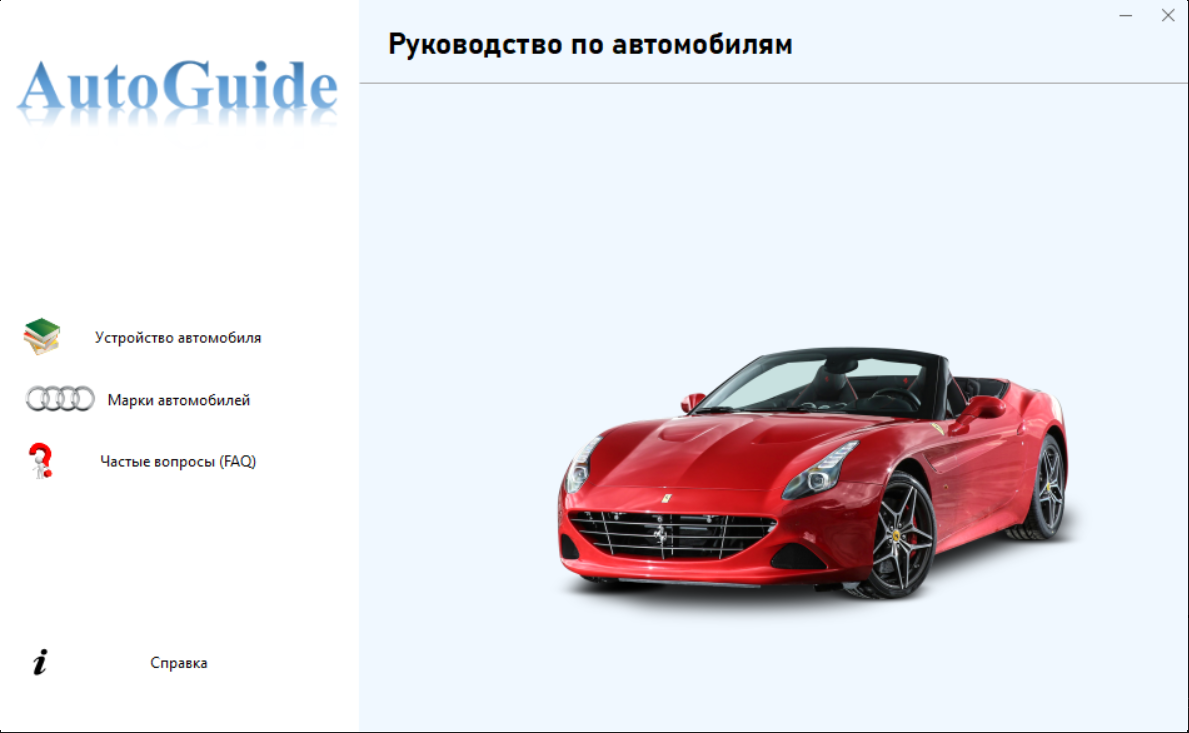 AutoGuide
Руководство по автомобилям
Устройство автомобиля
Марки автомобилей
Частые вопросы (FAQ)
Справка